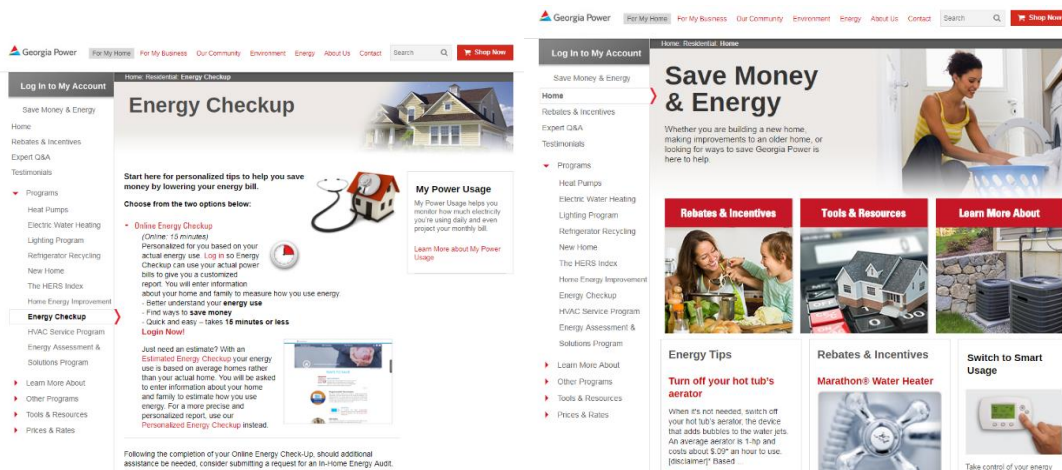 Georgia Power
For My Home For My Business Our Community Environment Energy About Us Contact Search Shop Now
Log In to My Account
Home: Residential: Energy Checkup
Energy Checkup
Save Money & Energy
Home
Rebates & Incentives
Expert Q&A
Testimonials
Programs
Heat Pumps
Electric Water Heating
Lighting Program
Refrigerator Recycling
New Home
The HERS Index
Home Energy Improvement
Energy Checkup
HVAC Service Program
Energy Assessment &
Solutions Program
Learn More About
Other Programs
Tools & Resources
Prices & Rates
Start here for personalized tips to help you save
money by lowering your energy bill.
Choose from the two options below:
Online Energy Checkup
(Online: 15 minutes)
Personalized for you based on your
actual energy use. Log in so Energy
Checkup can use your actual power
bills to give you a customized
report. You will enter information
about your home and family to measure how you use energy
- Better understand your energy use
- Find ways to save money
- Quick and easy – takes 15 minutes or less
Login Now!
Just need an estimate? With an
Estimated Energy Checkup your energy
use is based on average homes rather
than your actual home. You will be asked
to enter information about your home
and family to estimate how you use
energy. For a more precise and
personalized report, use our
Personalized Energy Checkup instead.
Following the completion of your Online Energy Check-Up, should additional
assistance be needed, consider submitting a request for an In-Home Energy Audit.
My Power Usage
My Power Usage helps you
monitor how much electricity
you're using daily and even
project your monthly bill.
Learn More about My Power
Usage
Georgia Power
For My Home For My Business Our Community Environment Energy About Us Contact Search Shop Now
Log In to My Account
Home: Residential: Home
Save Money & Energy
Home
Rebates & Incentives
Expert Q&A
Testimonials
Programs
Heat Pumps
Electric Water Heating
Lighting Program
Refrigerator Recycling
New Home
The HERS Index
Home Energy Improvement
Energy Checkup
HVAC Service Program
Energy Assessment &
Solutions Program
Learn More About
Other Programs
Tools & Resources
Prices & Rates
Save Money
& Energy
Whether you are building a new home,
making improvements to an older home, or
looking for ways to save Georgia Power is
here to help.
Rebates & Incentives
Tools & Resources
Learn More About
Energy Tips
Turn off your hot tub's
aerator
When it's not needed, switch off
your hot tub's aerator, the device
that adds bubbles to the water jets.
An average aerator is 1-hp and
costs about $.09* an hour to use.
[disclaimer]* Based ...
Rebates & Incentives
Marathon® Water Heater
Switch to Smart
Usage
Take control of your energy